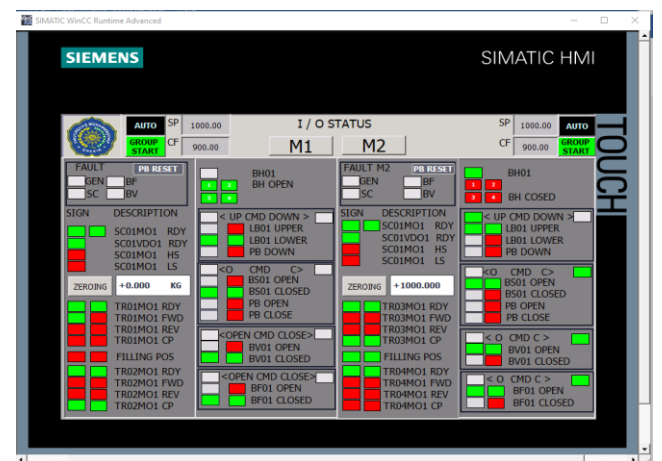 SIMATIC WinCC Runtime Advanced
SIEMENS
SIMATIC HMI
TOUCH
AUTO
SP
1000.00
I / O STATUS
SP
1000.00
AUTO
GROUP START
CF
900.00
M1
M2
CF
900.00
GROUP START
FAULT
PB RESET
GEN
BF
SC
BV
SIGN DESCRIPTION
SC01MO1 RDY
SC01VDO1 RDY
SC01MO1 HS
SC01MO1 LS
ZEROING
+0.000 KG
TR01MO1 RDY
TR01MO1 FWD
TR01MO1 REV
TR01MO1 CP
FILLING POS
TR02MO1 RDY
TR02MO1 FWD
TR02MO1 REV
TR02MO1 CP
BH01
1 2
BH OPEN
3 4
< UP CMD DOWN >
LB01 UPPER
LB01 LOWER
PB DOWN
<O CMD C>
BS01 OPEN
BS01 CLOSED
PB OPEN
PB CLOSE
<OPEN CMD CLOSE>
BV01 OPEN
BV01 CLOSED
<OPEN CMD CLOSE>
BF01 OPEN
BF01 CLOSED
FAULT M2
PB RESET
GEN
BF
SC
BV
SIGN DESCRIPTION
SC01MO1 RDY
SC01VDO1 RDY
SC01MO1 HS
SC01MO1 LS
ZEROING
+1000.000
TR03MO1 RDY
TR03MO1 FWD
TR03MO1 REV
TR03MO1 CP
FILLING POS
TR04MO1 RDY
TR04MO1 FWD
TR04MO1 REV
TR04MO1 CP
BH01
1 2
3 4
BH COSED
< UP CMD DOWN >
LB01 UPPER
LB01 LOWER
PB DOWN
<O CMD C>
BS01 OPEN
BS01 CLOSED
PB OPEN
PB CLOSE
< O CMD C >
BV01 OPEN
BV01 CLOSED
< O CMD C >
BF01 OPEN
BF01 CLOSED